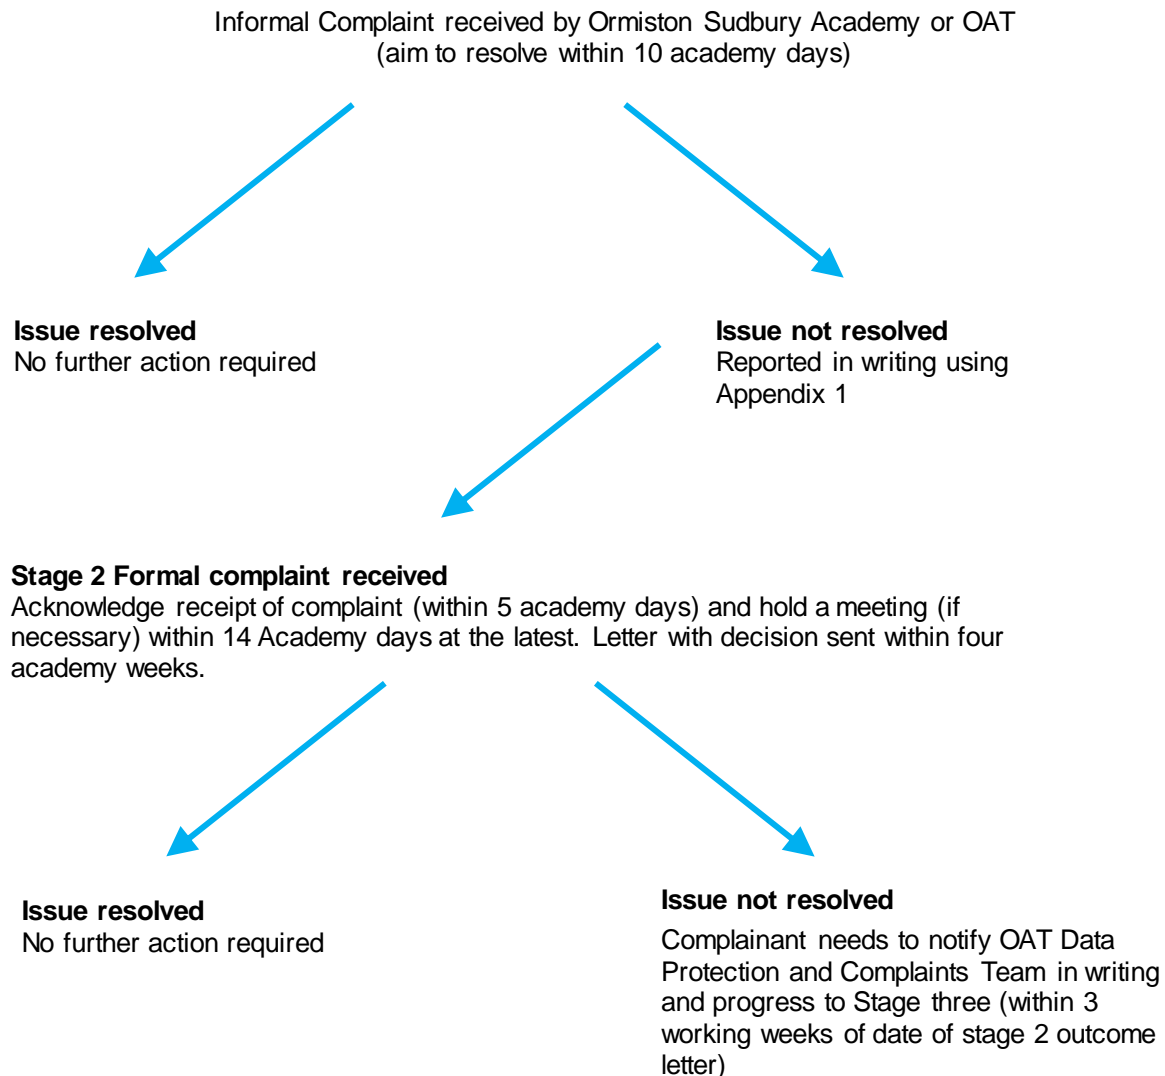 Informal Complaint received by Ormiston Sudbury Academy or OAT
(aim to resolve within 10 academy days)
Issue resolved
No further action required
Issue not resolved
Reported in writing using
Appendix 1
Stage 2 Formal complaint received
Acknowledge receipt of complaint (within 5 academy days) and hold a meeting (if
necessary) within 14 Academy days at the latest. Letter with decision sent within four
academy weeks.
Issue resolved
No further action required
Issue not resolved
Complainant needs to notify OAT Data
Protection and Complaints Team in writing
and progress to Stage three (within 3
working weeks of date of stage 2 outcome
letter)